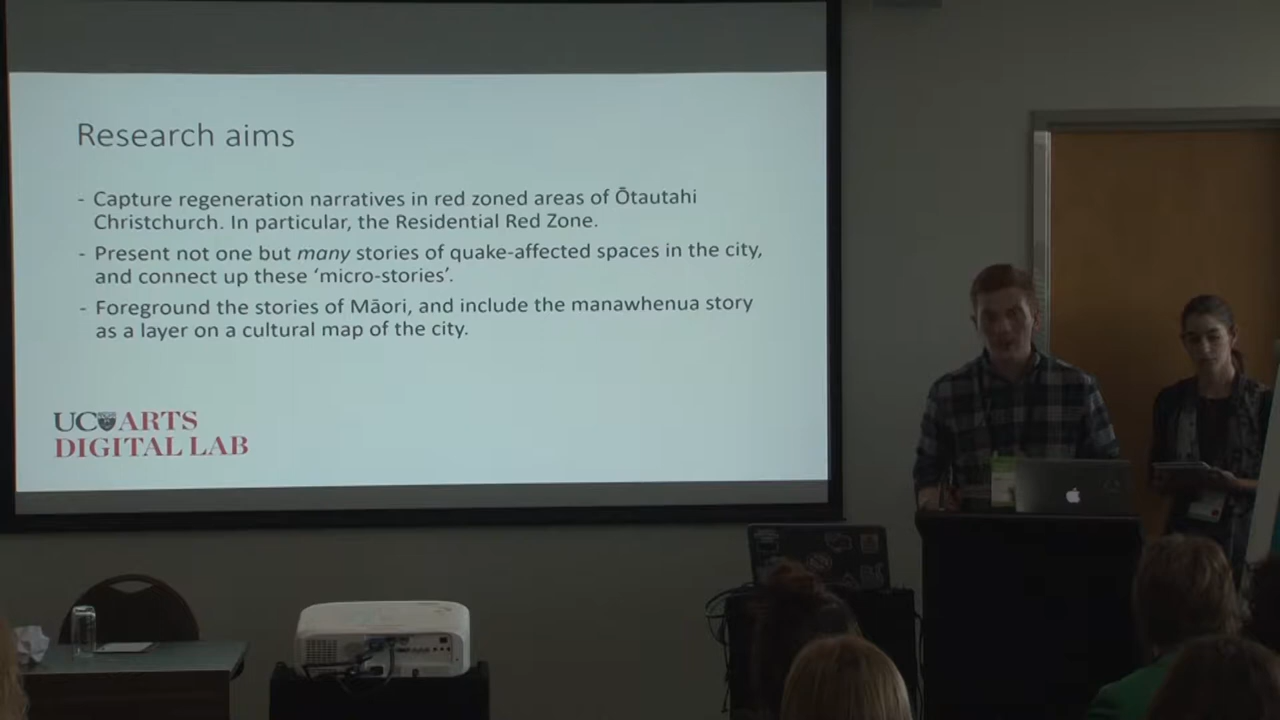 Research aims
- Capture regeneration narratives in red zoned areas of Ōtautahi
Christchurch. In particular, the Residential Red Zone.
- Present not one but many stories of quake-affected spaces in the city,
and connect up these ‘micro-stories’.
- Foreground the stories of Māori, and include the manawhenua story
as a layer on a cultural map of the city.
UC ARTS
DIGITAL LAB